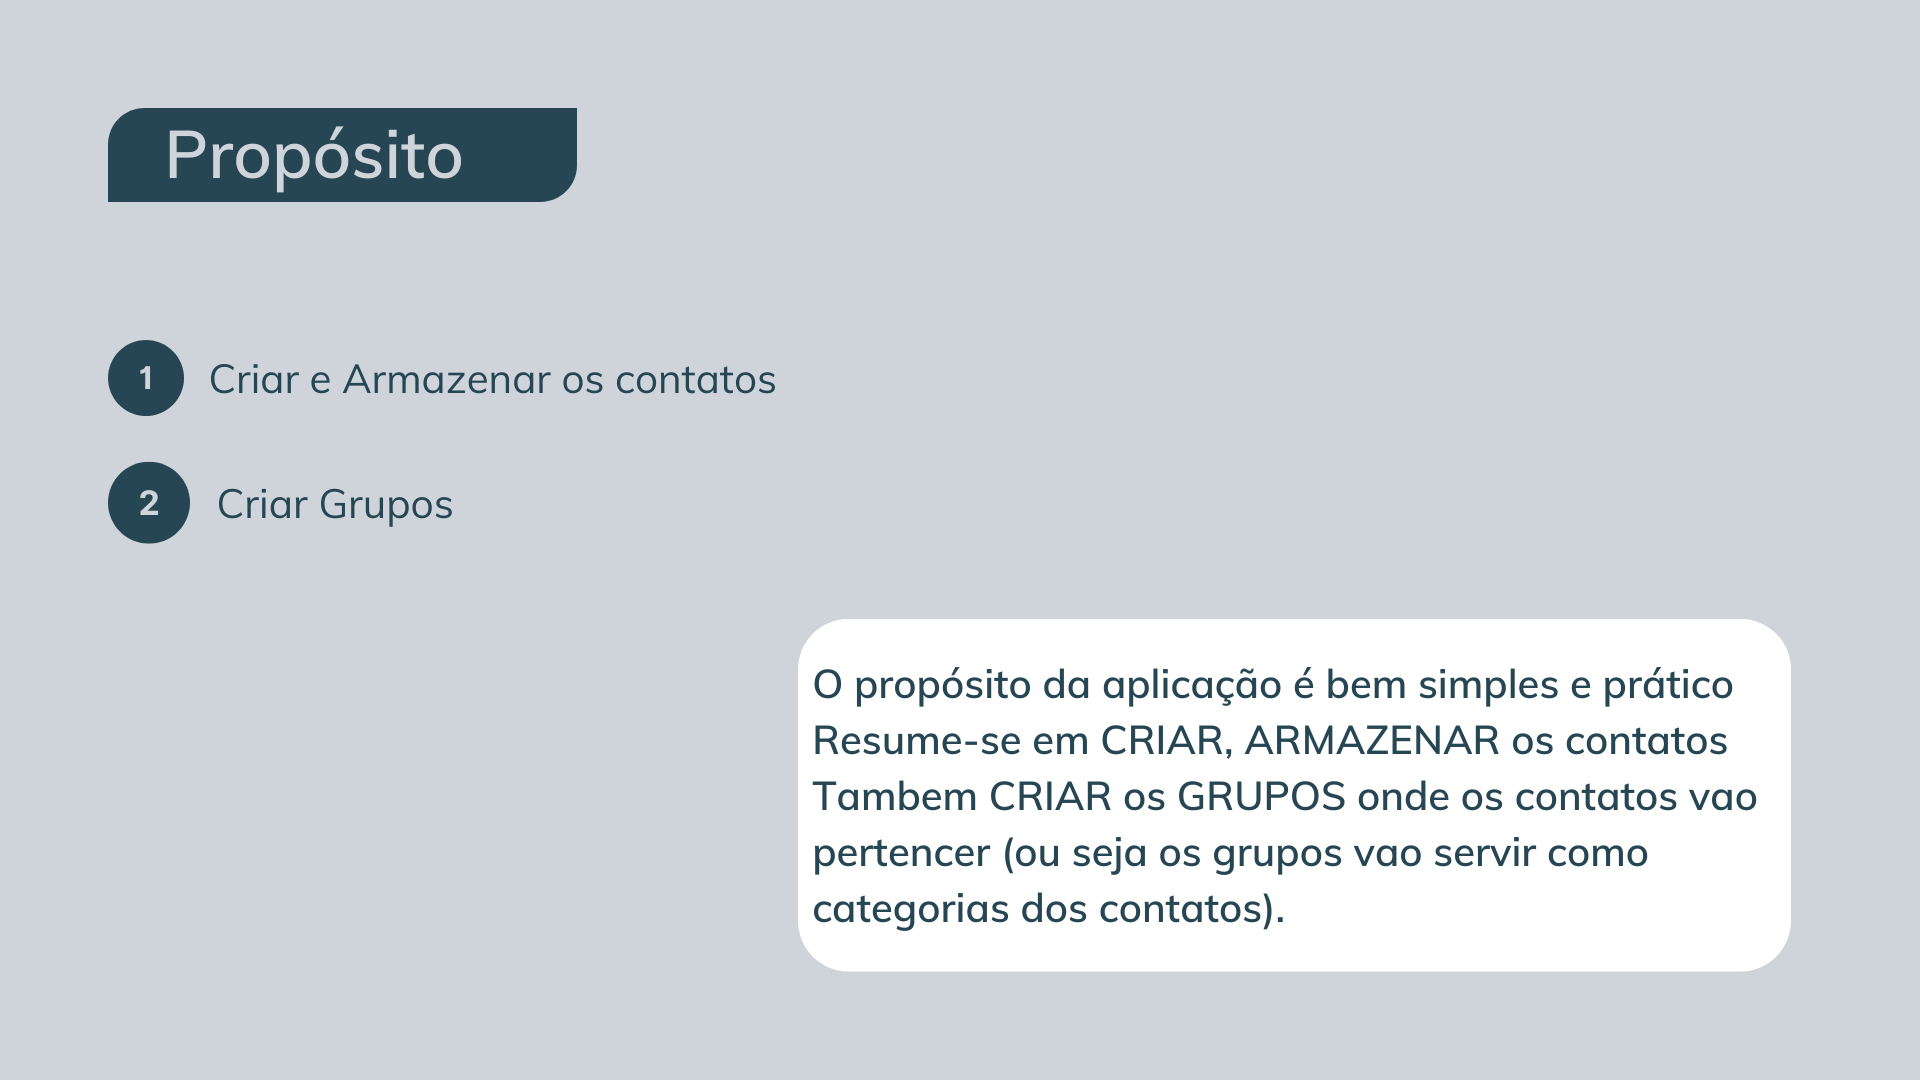 Propósito
1 Criar e Armazenar os contatos
2 Criar Grupos
O propósito da aplicação é bem simples e prático
Resume-se em CRIAR, ARMAZENAR os contatos
Tambem CRIAR os GRUPOS onde os contatos vao
pertencer (ou seja os grupos vao servir como
categorias dos contatos).